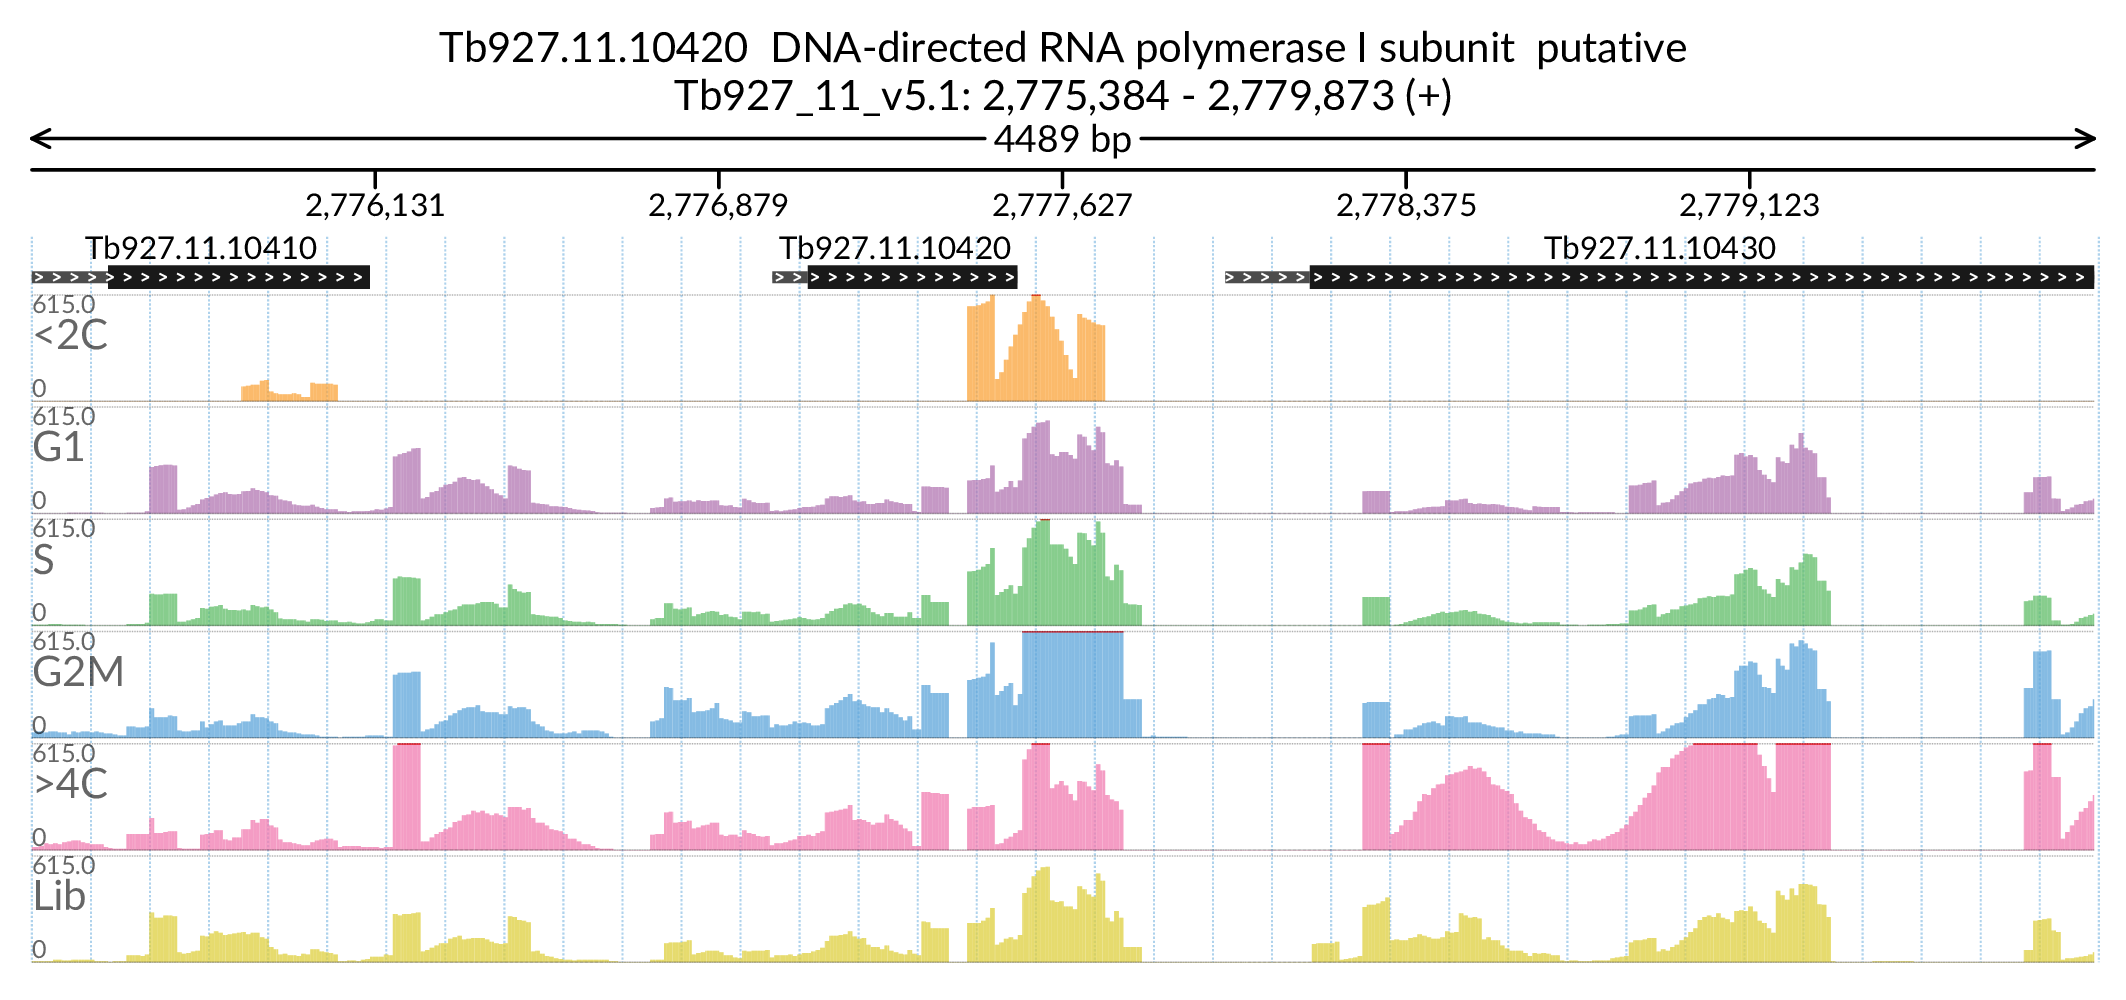 Tb927.11.10420  DNA-directed RNA polymerase I subunit  putative
Tb927_11_v5.1: 2,775,384 - 2,779,873 (+)
4489 bp
2,776,131 2,776,879 2,777,627 2,778,375 2,779,123
Tb927.11.10410 Tb927.11.10420 Tb927.11.10430
615.0
<2C
0
615.0
G1
0
615.0
S
0
615.0
G2M
0
615.0
>4C
0
615.0
Lib
0